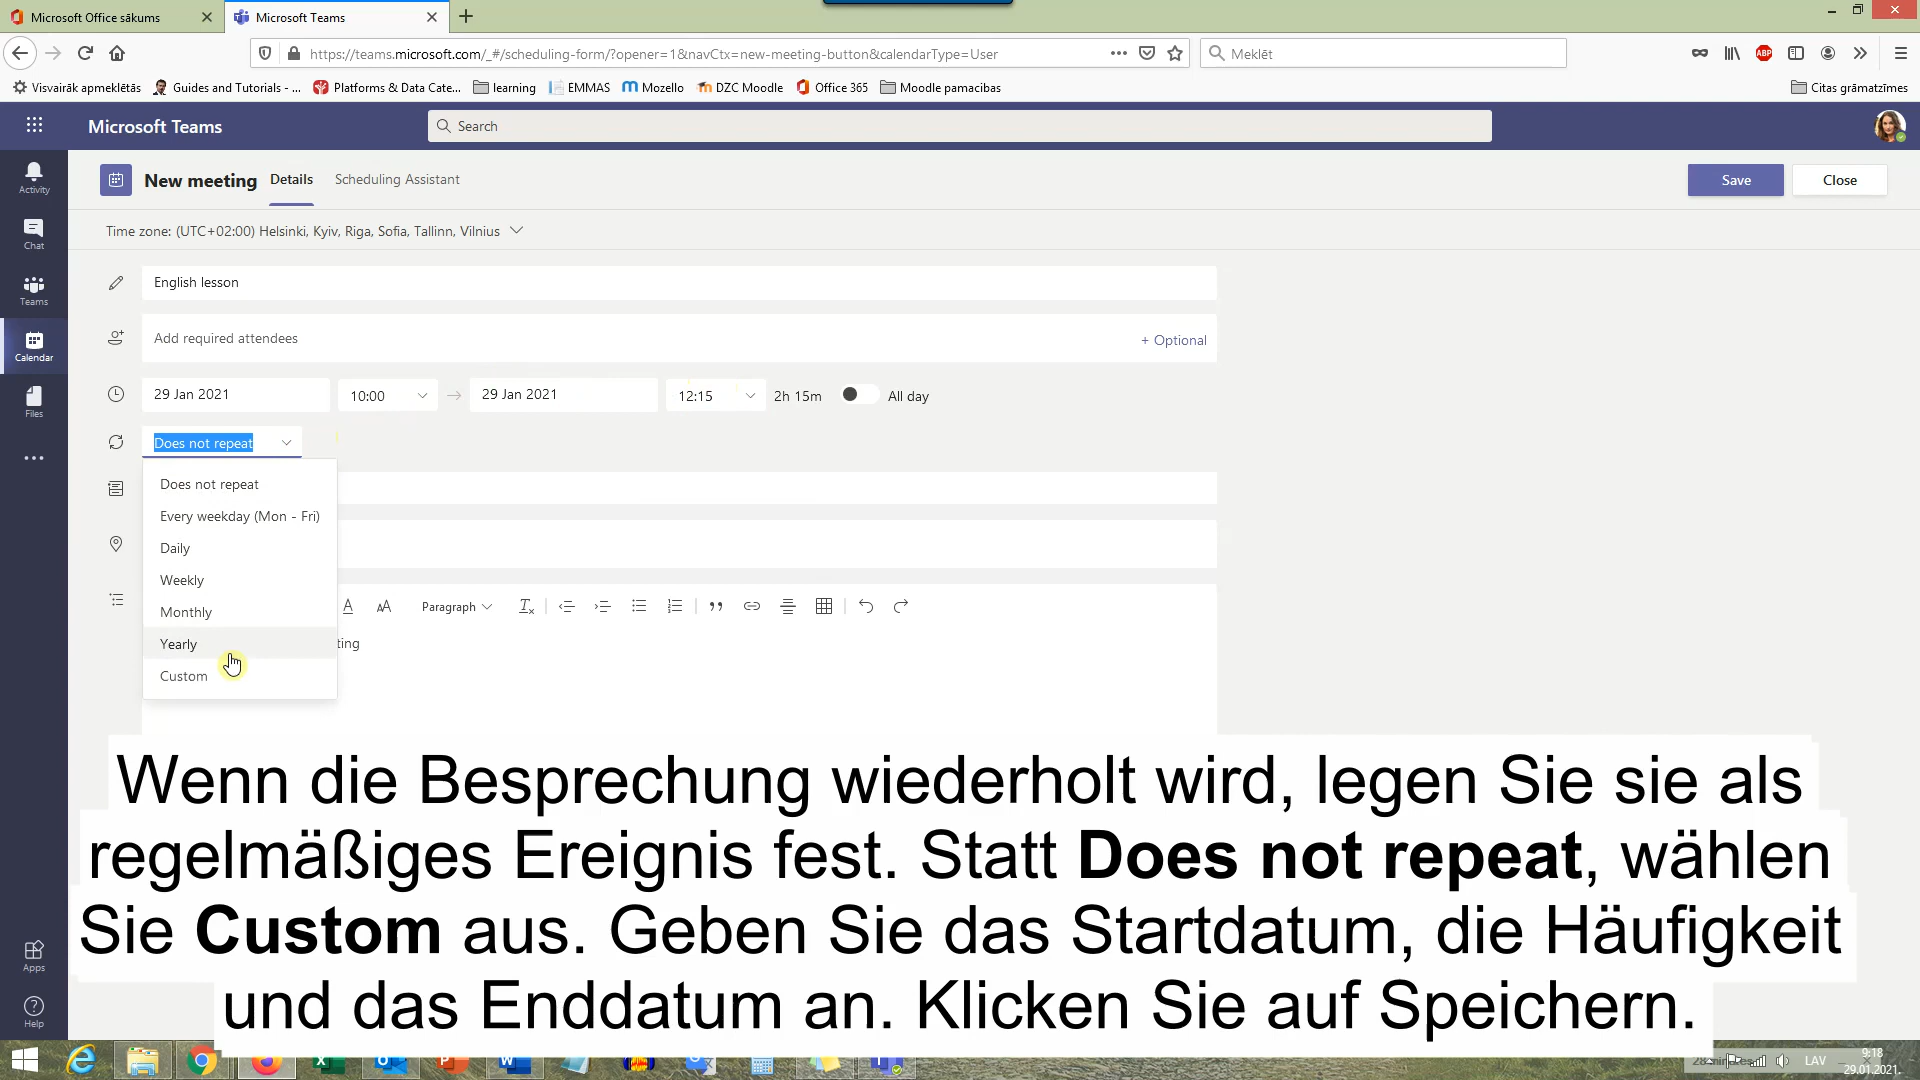 Microsoft Office sākums
Microsoft Teams
https://teams.microsoft.com/_#/scheduling-form/?opener=1&navCtx=new-meeting-button&calendarType=User
Meklēt
ABP
Visvairāk apmeklētās
Guides and Tutorials - ...
Platforms & Data Cate...
learning
EMMAS
Mozello
DZC Moodle
Office 365
Moodle pamacibas
Citas grāmatzīmes
Microsoft Teams
Search
Activity
Chat
Teams
Calendar
Files
Apps
Help
New meeting
Details
Scheduling Assistant
Save
Close
Time zone: (UTC+02:00) Helsinki, Kyiv, Riga, Sofia, Tallinn, Vilnius
English lesson
Add required attendees
+ Optional
29 Jan 2021
10:00
29 Jan 2021
12:15
2h 15m
All day
Does not repeat
Does not repeat
Every weekday (Mon - Fri)
Daily
Weekly
Monthly
Yearly
Custom
Paragraph
ting
Wenn die Besprechung wiederholt wird, legen Sie sie als
regelmäßiges Ereignis fest. Statt Does not repeat, wählen
Sie Custom aus. Geben Sie das Startdatum, die Häufigkeit
und das Enddatum an. Klicken Sie auf Speichern.
LAV
9:18
29.01.2021.